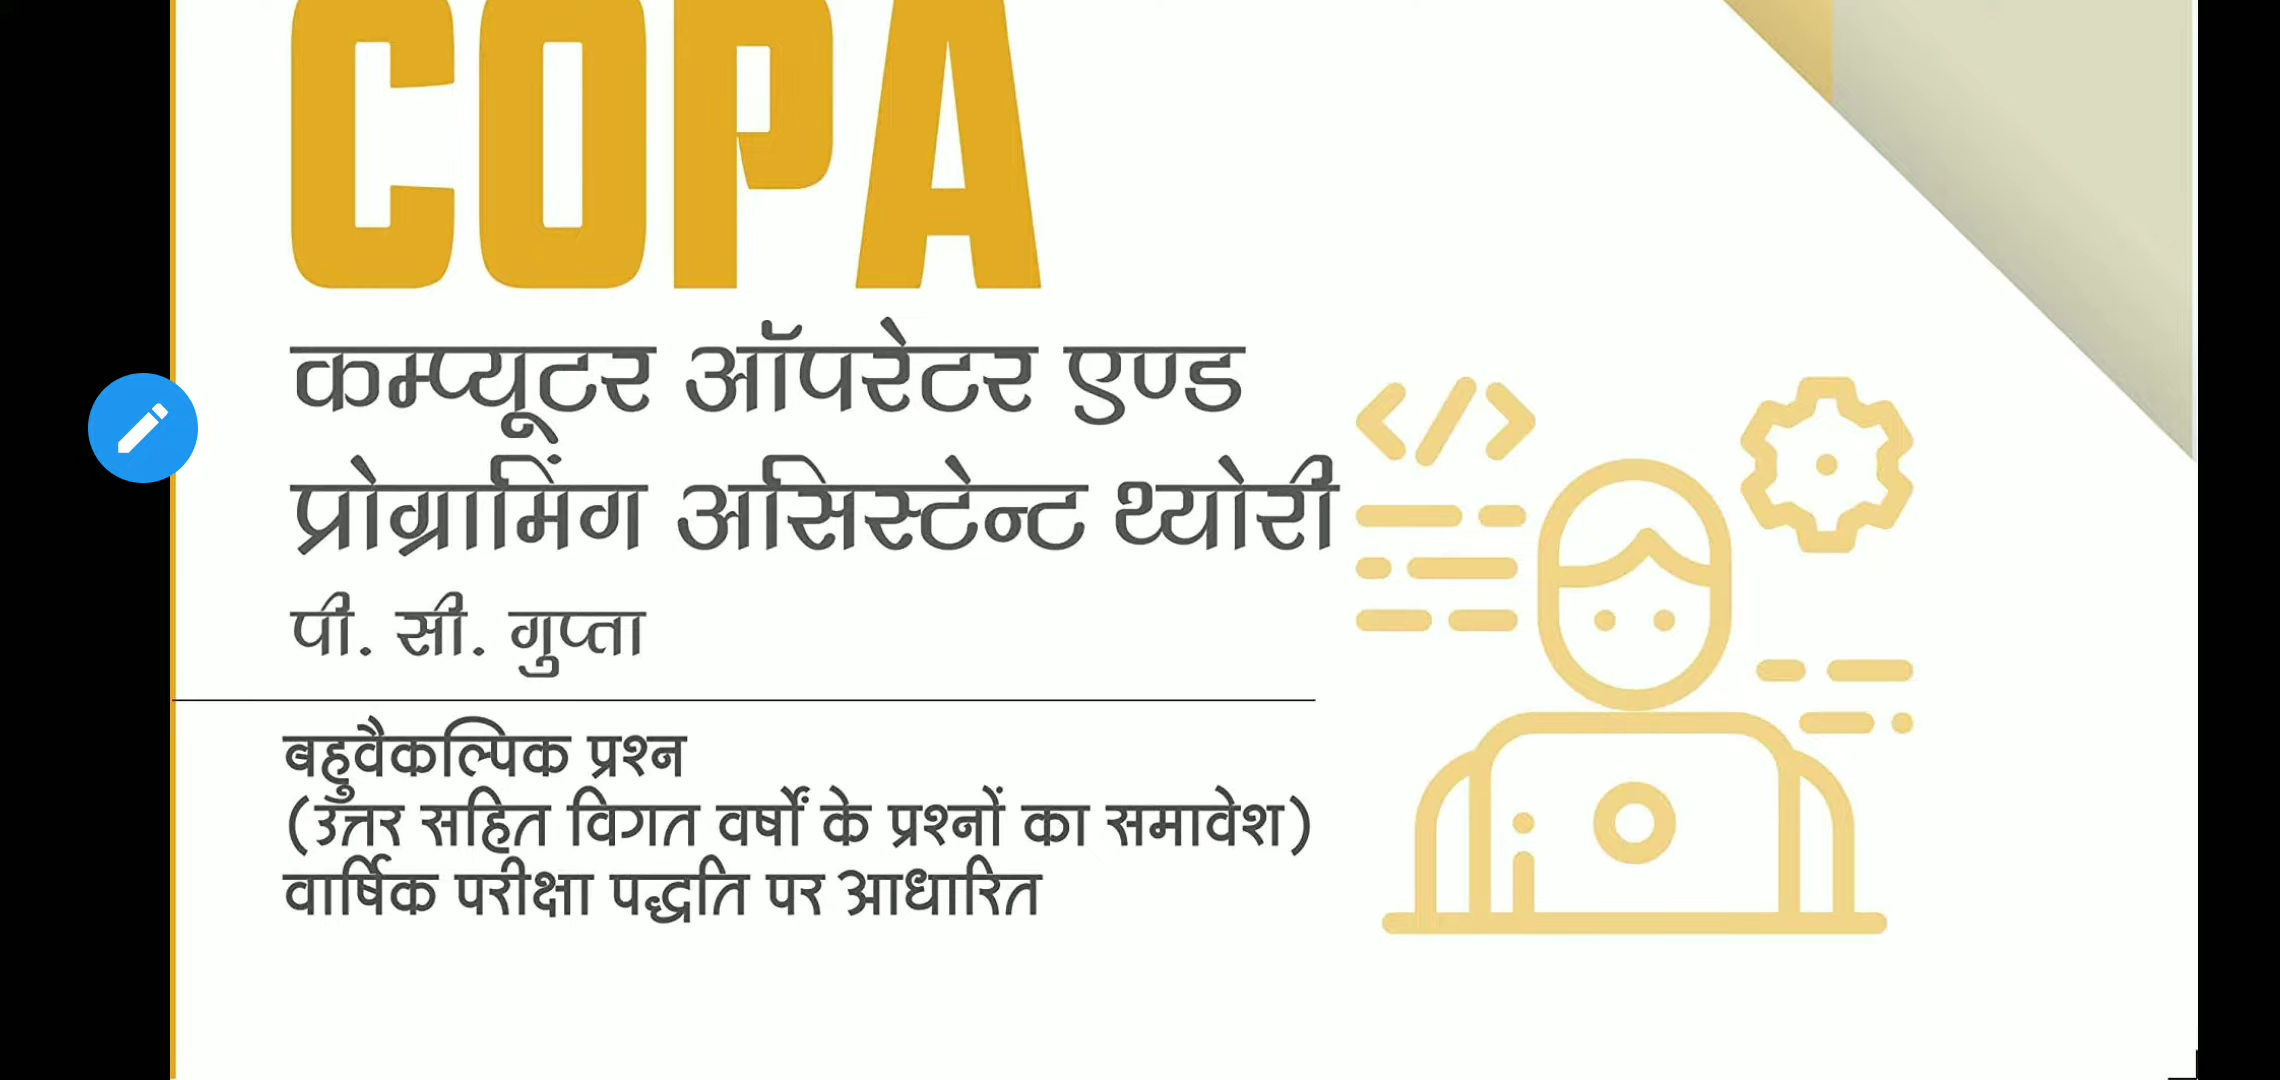 COPA
कम्प्यूटर ऑपरेटर एण्ड
प्रोग्रामिंग असिस्टेन्ट थ्योरी
पी. सी. गुप्ता
बहुवैकल्पिक प्रश्न
(उत्तर सहित विगत वर्षों के प्रश्नों का समावेश)
वार्षिक परीक्षा पद्धति पर आधारित